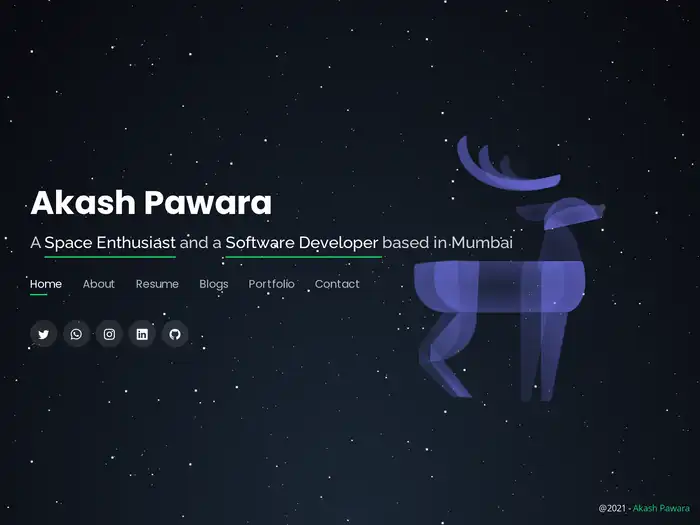 Akash Pawara
A Space Enthusiast and a Software Developer based in Mumbai
Home About Resume Blogs Portfolio Contact
@2021 - Akash Pawara